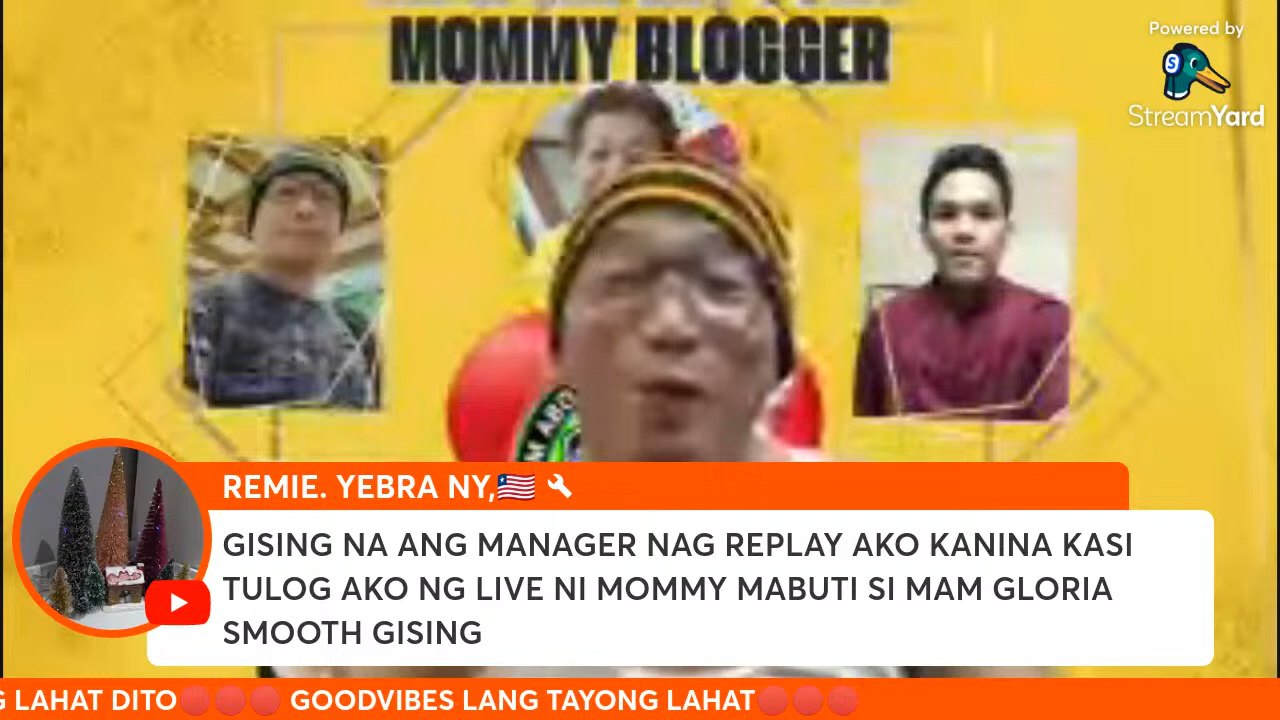 MOMMY BLOGGER
Powered by
StreamYard
REMIE. YEBRA NY,🇱🇷 🔧
GISING NA ANG MANAGER NAG REPLAY AKO KANINA KASI
TULOG AKO NG LIVE NI MOMMY MABUTI SI MAM GLORIA
SMOOTH GISING
G LAHAT DITO🔴🔴🔴 GOODVIBES LANG TAYONG LAHAT🔴🔴🔴